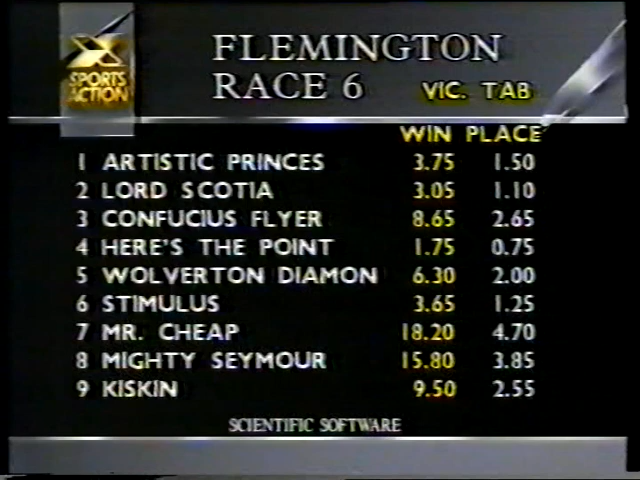 X
SPORTS
ACTION
FLEMINGTON
RACE 6 VIC. TAB
WIN PLACE
1 ARTISTIC PRINCES 3.75 1.50
2 LORD SCOTIA 3.05 1.10
3 CONFUCIUS FLYER 8.65 2.65
4 HERE'S THE POINT 1.75 0.75
5 WOLVERTON DIAMON 6.30 2.00
6 STIMULUS 3.65 1.25
7 MR. CHEAP 18.20 4.70
8 MIGHTY SEYMOUR 15.80 3.85
9 KISKIN 9.50 2.55
SCIENTIFIC SOFTWARE